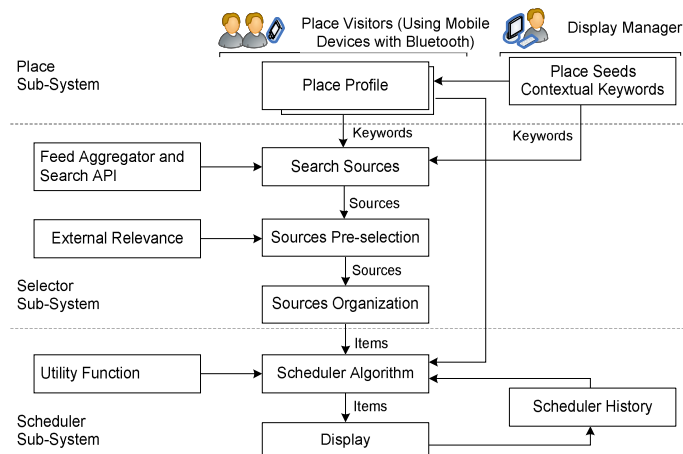 Place Visitors (Using Mobile
Devices with Bluetooth)
Display Manager
Place
Sub-System
Place Profile
Place Seeds
Contextual Keywords
Keywords
Keywords
Feed Aggregator and
Search API
Search Sources
Sources
External Relevance
Sources Pre-selection
Sources
Selector
Sub-System
Sources Organization
Items
Utility Function
Scheduler Algorithm
Items
Scheduler History
Scheduler
Sub-System
Display